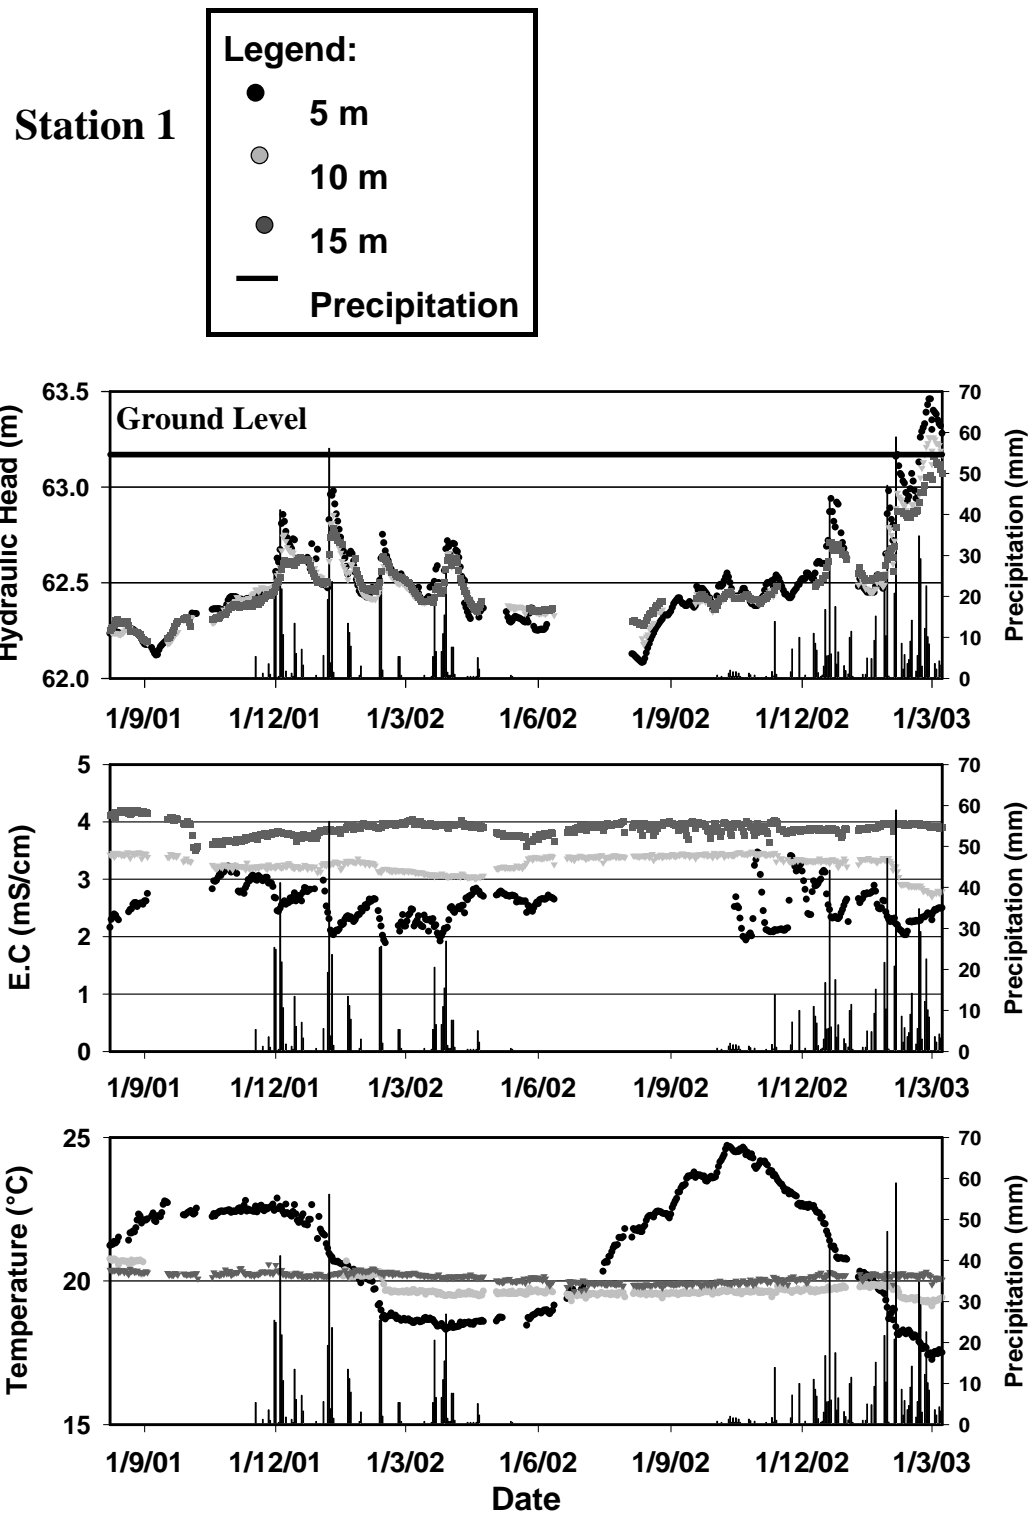 Station 1
Legend:
5 m
10 m
15 m
Precipitation
Hydraulic Head (m)
63.5
63.0
62.5
62.0
Ground Level
70
60
50
40
30
20
10
0
Precipitation (mm)
1/9/01 1/12/01 1/3/02 1/6/02 1/9/02 1/12/02 1/3/03
E.C (mS/cm)
5
4
3
2
1
0
70
60
50
40
30
20
10
0
Precipitation (mm)
1/9/01 1/12/01 1/3/02 1/6/02 1/9/02 1/12/02 1/3/03
Temperature (°C)
25
20
15
70
60
50
40
30
20
10
0
Precipitation (mm)
1/9/01 1/12/01 1/3/02 1/6/02 1/9/02 1/12/02 1/3/03
Date